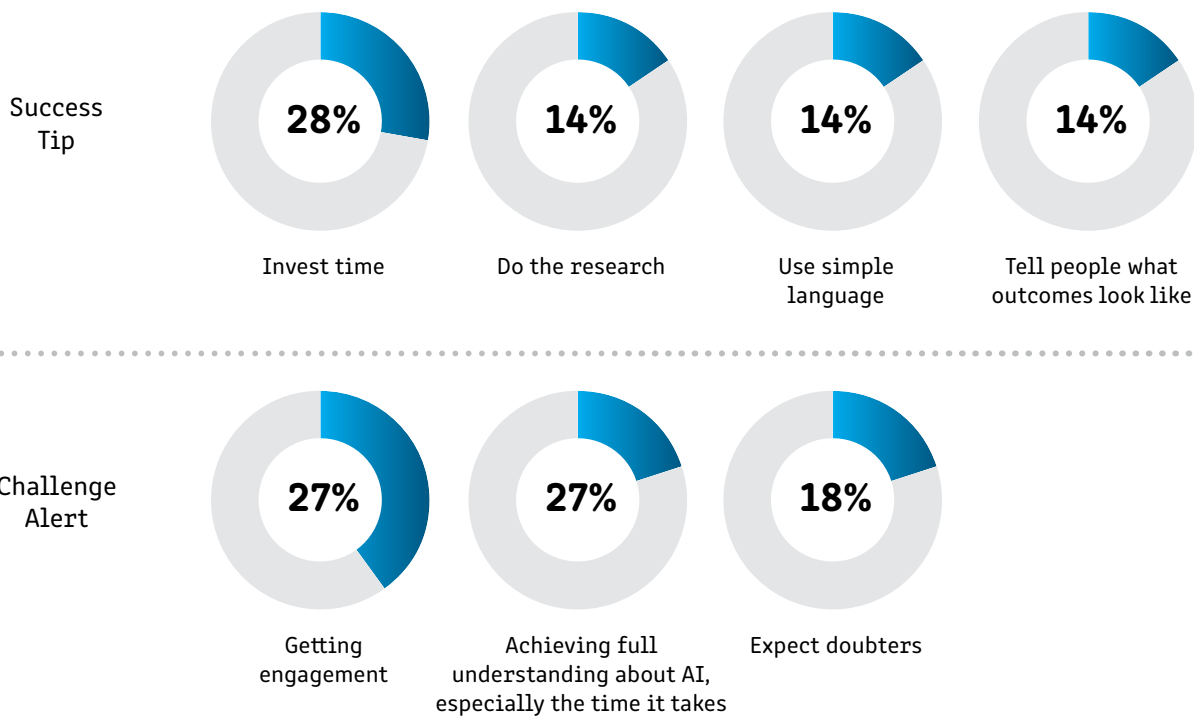 Success
Tip
28%
14%
14%
14%
Invest time
Do the research
Use simple
language
Tell people what
outcomes look like
Challenge
Alert
27%
27%
18%
Getting
engagement
Achieving full
understanding about AI,
especially the time it takes
Expect doubters